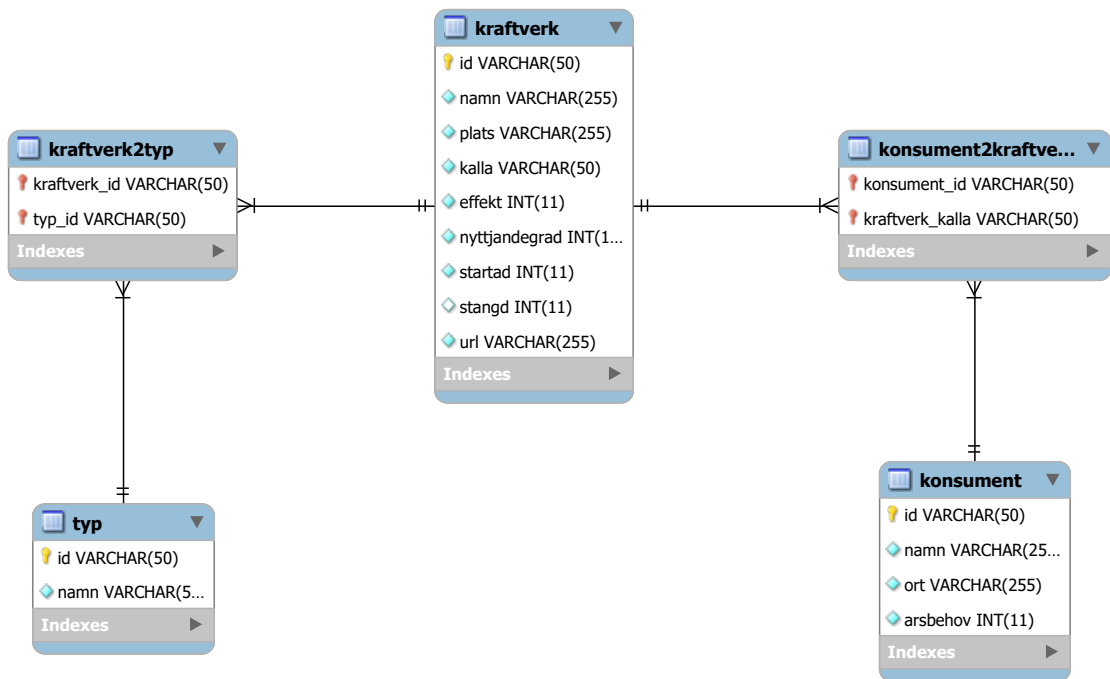 kraftverk
id VARCHAR(50)
namn VARCHAR(255)
plats VARCHAR(255)
kalla VARCHAR(50)
effekt INT(11)
nyttjandegrad INT(1...
startad INT(11)
stangd INT(11)
url VARCHAR(255)
Indexes
kraftverk2typ
kraftverk_id VARCHAR(50)
typ_id VARCHAR(50)
Indexes
konsument2kraftve...
konsument_id VARCHAR(50)
kraftverk_kalla VARCHAR(50)
Indexes
typ
id VARCHAR(50)
namn VARCHAR(5...
Indexes
konsument
id VARCHAR(50)
namn VARCHAR(25...
ort VARCHAR(255)
arsbehov INT(11)
Indexes